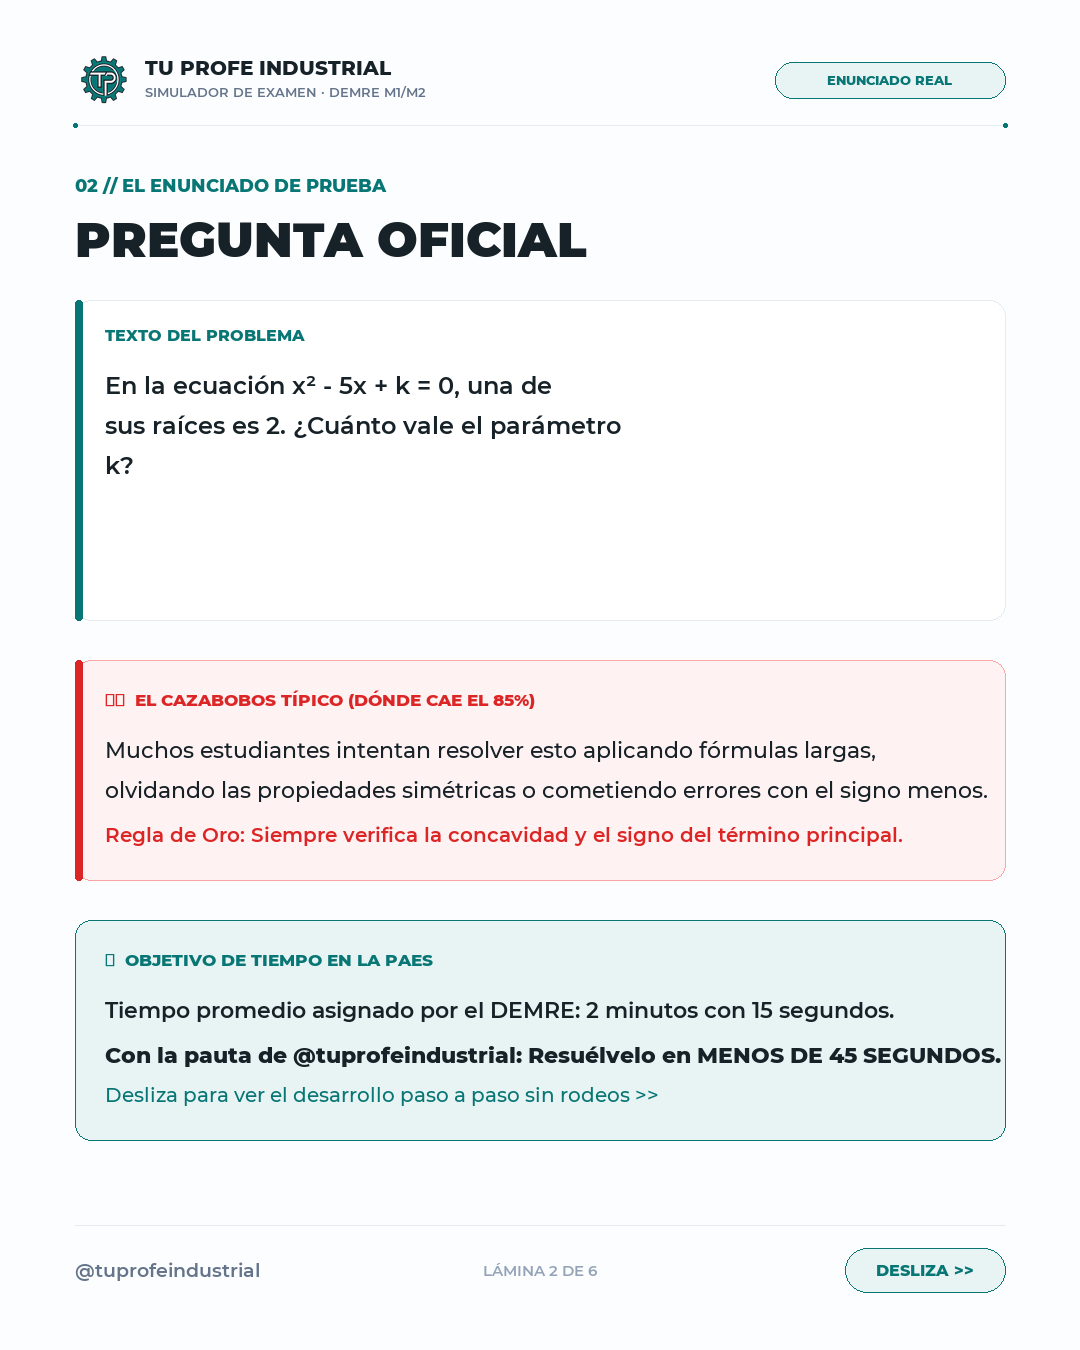 TP
TU PROFE INDUSTRIAL
SIMULADOR DE EXAMEN · DEMRE M1/M2
ENUNCIADO REAL
02 // EL ENUNCIADO DE PRUEBA
PREGUNTA OFICIAL
TEXTO DEL PROBLEMA
En la ecuación x² - 5x + k = 0, una de
sus raíces es 2. ¿Cuánto vale el parámetro
k?
EL CAZABOBOS TÍPICO (DÓNDE CAE EL 85%)
Muchos estudiantes intentan resolver esto aplicando fórmulas largas,
olvidando las propiedades simétricas o cometiendo errores con el signo menos.
Regla de Oro: Siempre verifica la concavidad y el signo del término principal.
OBJETIVO DE TIEMPO EN LA PAES
Tiempo promedio asignado por el DEMRE: 2 minutos con 15 segundos.
Con la pauta de @tuprofeindustrial: Resuélvelo en MENOS DE 45 SEGUNDOS.
Desliza para ver el desarrollo paso a paso sin rodeos >>
@tuprofeindustrial
LÁMINA 2 DE 6
DESLIZA >>